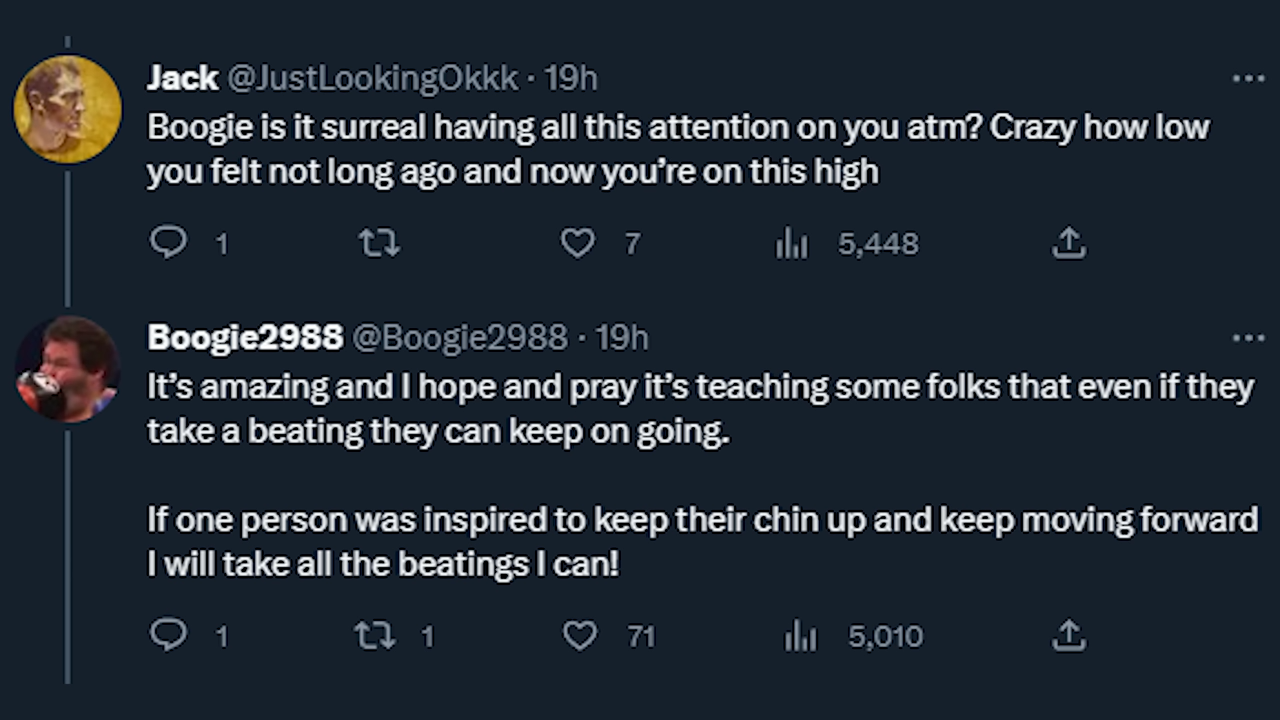 Jack @JustLookingOkkk · 19h
Boogie is it surreal having all this attention on you atm? Crazy how low
you felt not long ago and now you’re on this high
1 7 5,448
Boogie2988 @Boogie2988 · 19h
It’s amazing and I hope and pray it’s teaching some folks that even if they
take a beating they can keep on going.
If one person was inspired to keep their chin up and keep moving forward
I will take all the beatings I can!
1 1 71 5,010